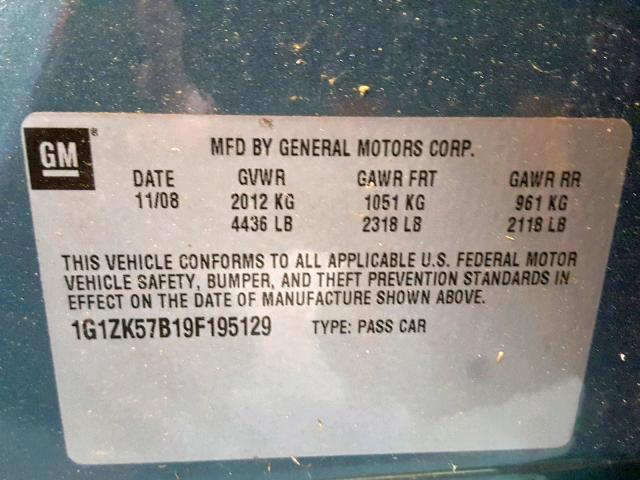 GM ®
MFD BY GENERAL MOTORS CORP.
DATE GVWR GAWR FRT GAWR RR
11/08 2012 KG 1051 KG 961 KG
4436 LB 2318 LB 2118 LB
THIS VEHICLE CONFORMS TO ALL APPLICABLE U.S. FEDERAL MOTOR
VEHICLE SAFETY, BUMPER, AND THEFT PREVENTION STANDARDS IN
EFFECT ON THE DATE OF MANUFACTURE SHOWN ABOVE.
1G1ZK57B19F195129 TYPE: PASS CAR